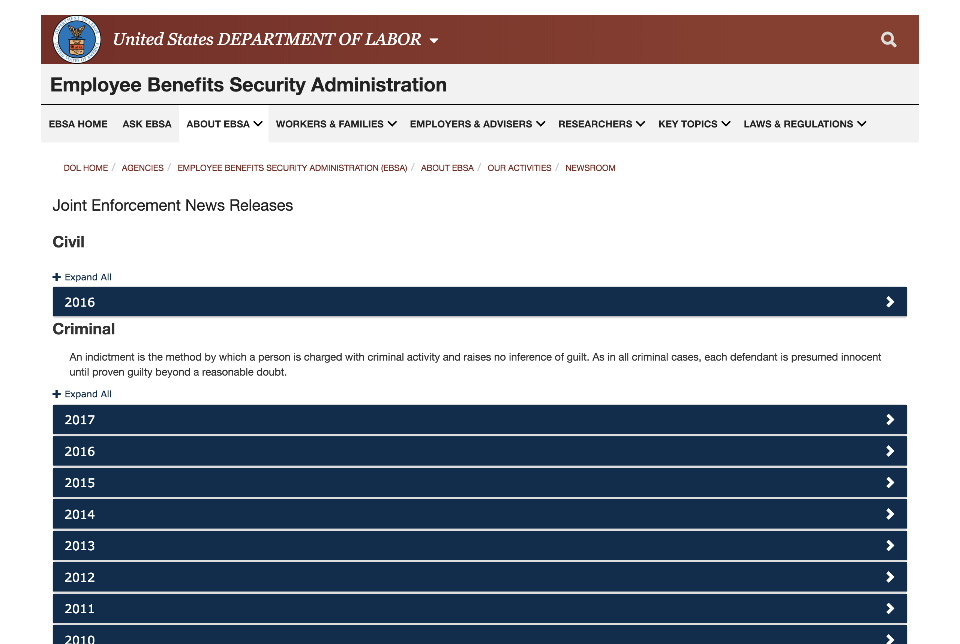 United States DEPARTMENT OF LABOR
Employee Benefits Security Administration
EBSA HOME ASK EBSA ABOUT EBSA WORKERS & FAMILIES EMPLOYERS & ADVISERS RESEARCHERS KEY TOPICS LAWS & REGULATIONS
DOL HOME / AGENCIES / EMPLOYEE BENEFITS SECURITY ADMINISTRATION (EBSA) / ABOUT EBSA / OUR ACTIVITIES / NEWSROOM
Joint Enforcement News Releases
Civil
+ Expand All
2016
Criminal
An indictment is the method by which a person is charged with criminal activity and raises no inference of guilt. As in all criminal cases, each defendant is presumed innocent
until proven guilty beyond a reasonable doubt.
+ Expand All
2017
2016
2015
2014
2013
2012
2011
2010